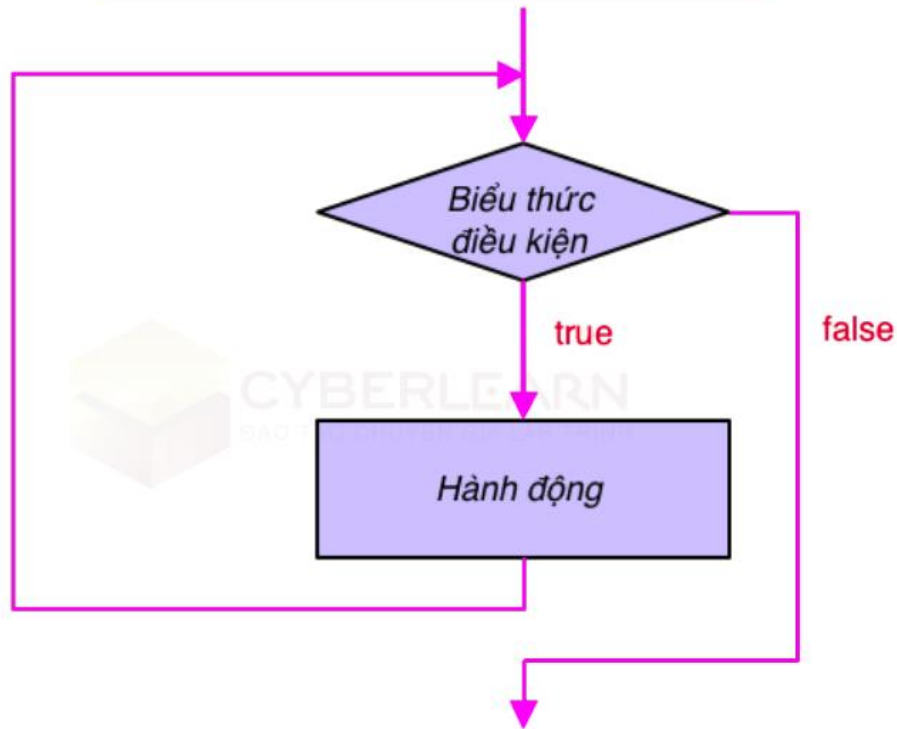 Biểu thức
điều kiện
true
false
CYBERLEARN
Hành động